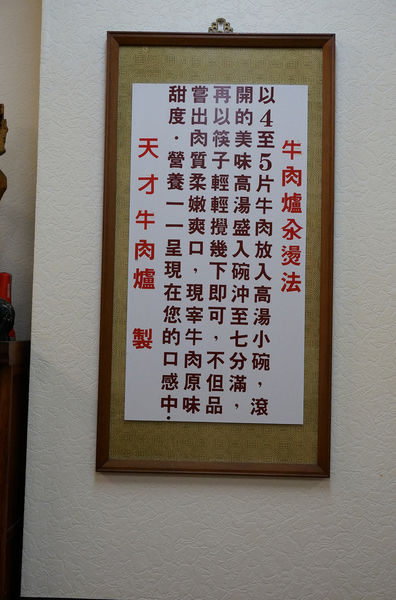 牛肉爐汆燙法
以4至5片牛肉放入高湯小碗，滾
開的美味高湯盛入碗沖至七分滿，
再以筷子輕輕攪幾下即可，不但品
嘗出肉質柔嫩爽口，現宰牛肉原味
甜度．營養一一呈現在您的口感中．
天才牛肉爐 製